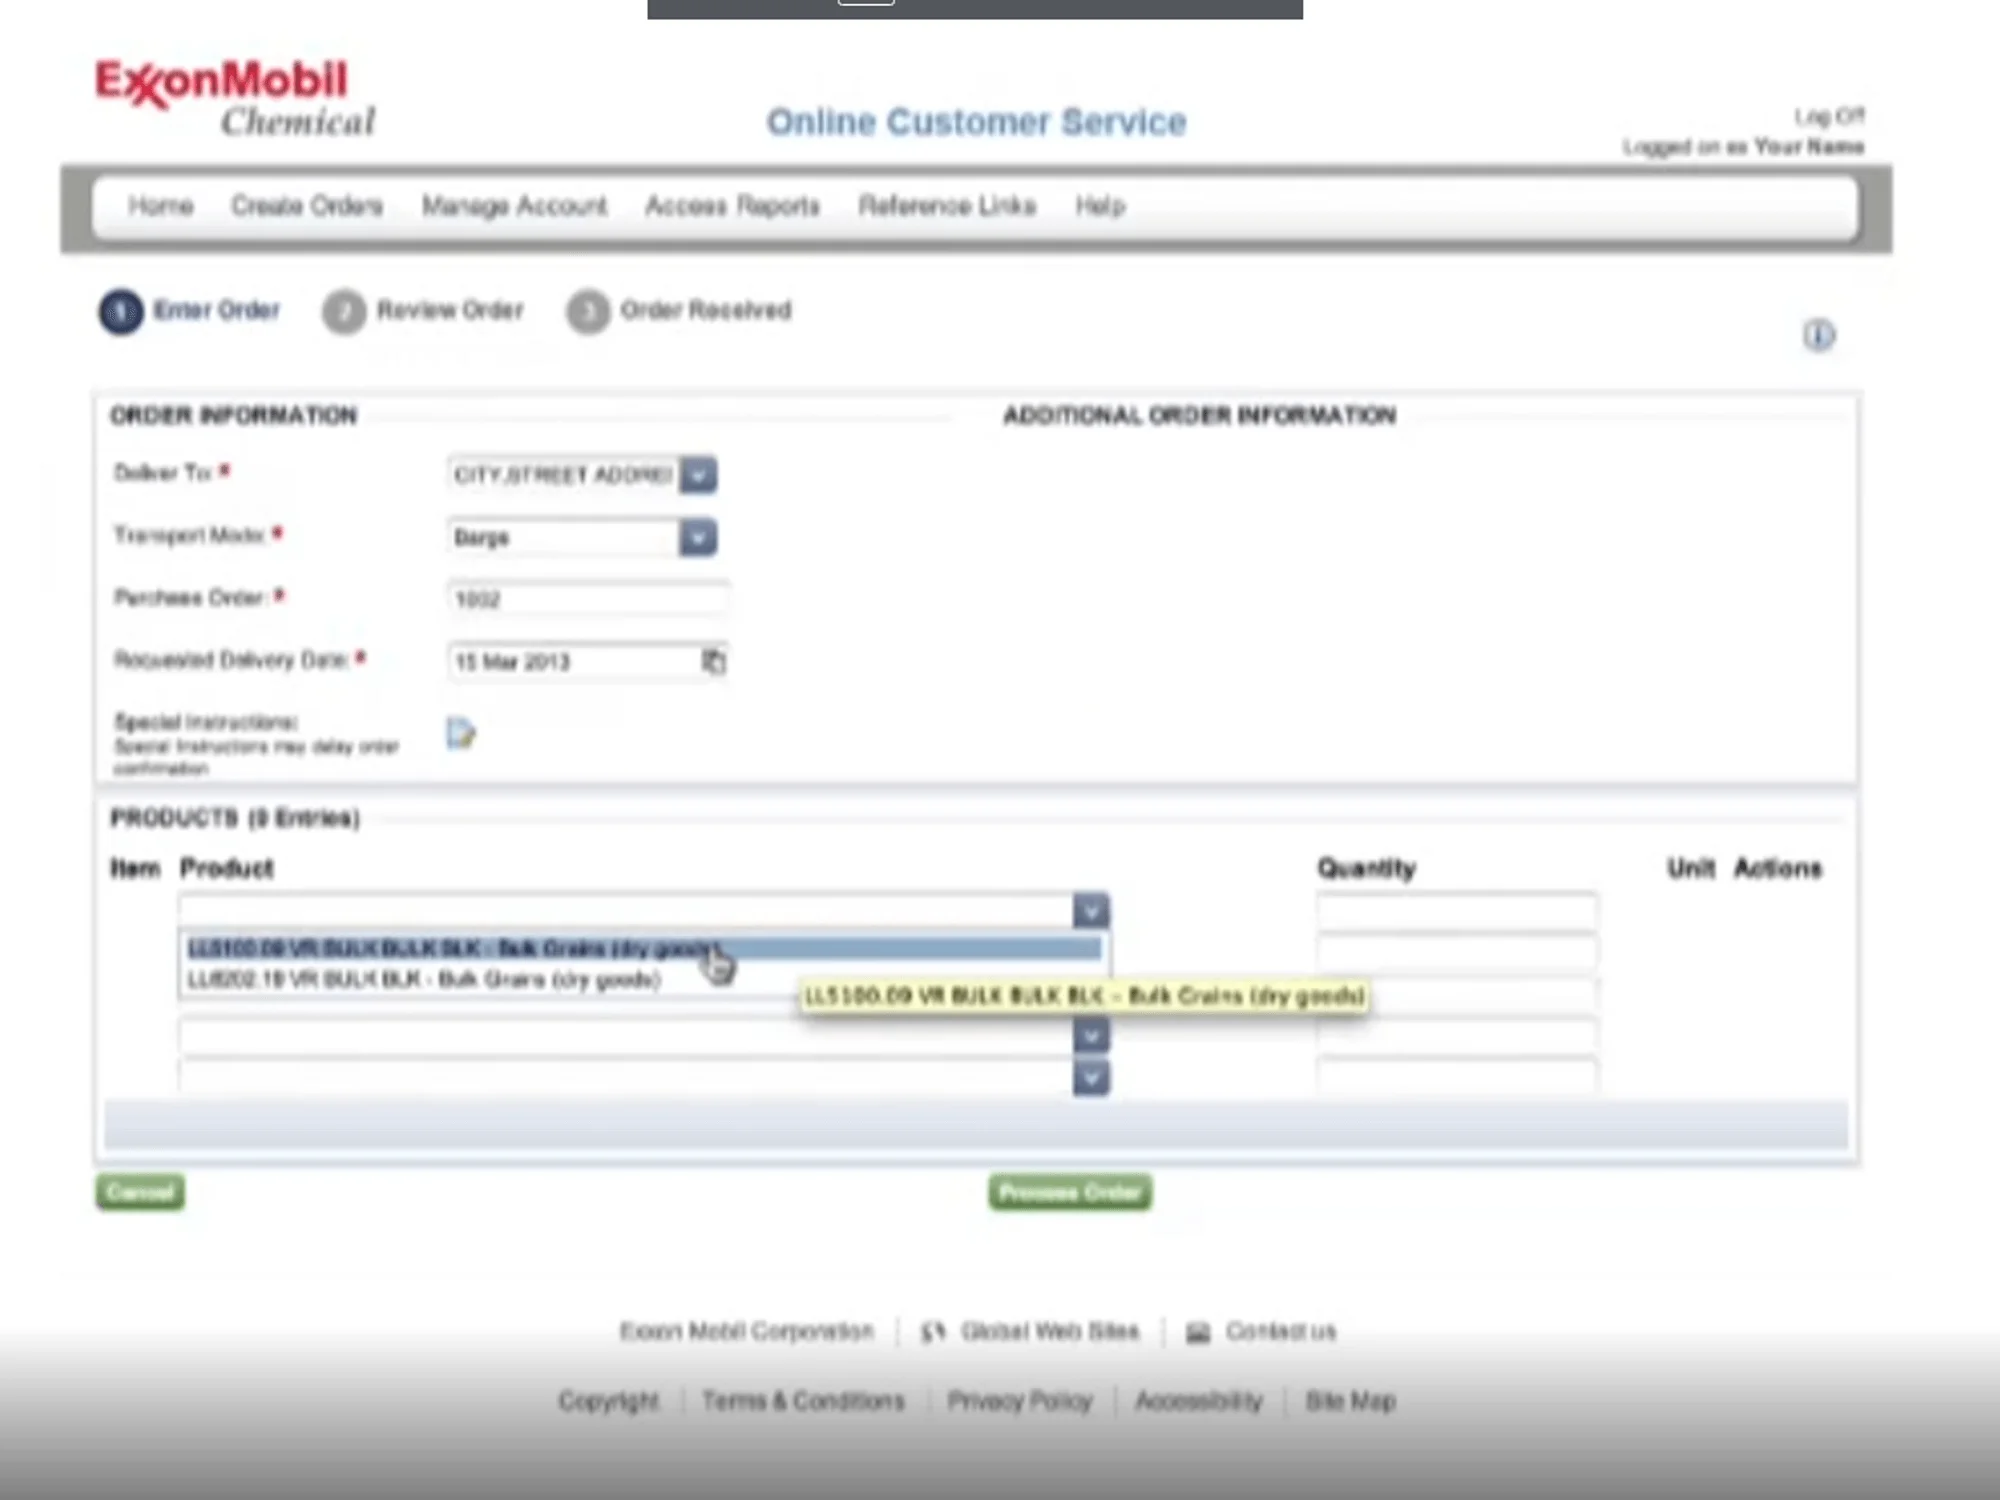 ExxonMobil
Chemical
Online Customer Service
Log Off
Logged on as Your Name
Home Create Orders Manage Account Access Reports Reference Links Help
1 Enter Order 2 Review Order 3 Order Received
ORDER INFORMATION ADDITIONAL ORDER INFORMATION
Deliver To: * CITY,STREET ADDRE
Transport Mode: * Barge
Purchase Order: * 1002
Requested Delivery Date: * 15 Mar 2013
Special Instructions:
Special Instructions may delay order
confirmation
PRODUCTS (0 Entries)
Item Product Quantity Unit Actions
LL5100.09 VR BULK BULK BLK - Bulk Grains (dry goods)
VR BULK BLK - Bulk Grains (dry goods)
LL5100.09 VR BULK BULK BLK - Bulk Grains (dry goods)
Cancel Process Order
Exxon Mobil Corporation Global Web Sites Contact us
Copyright Terms & Conditions Privacy Policy Accessibility Site Map